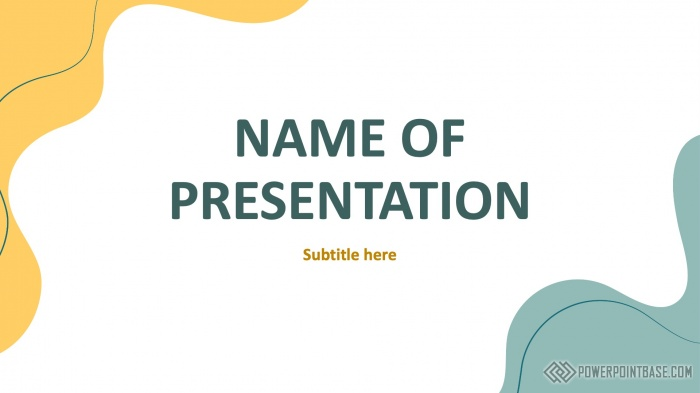 NAME OF
PRESENTATION
Subtitle here
POWERPOINTBASE.COM